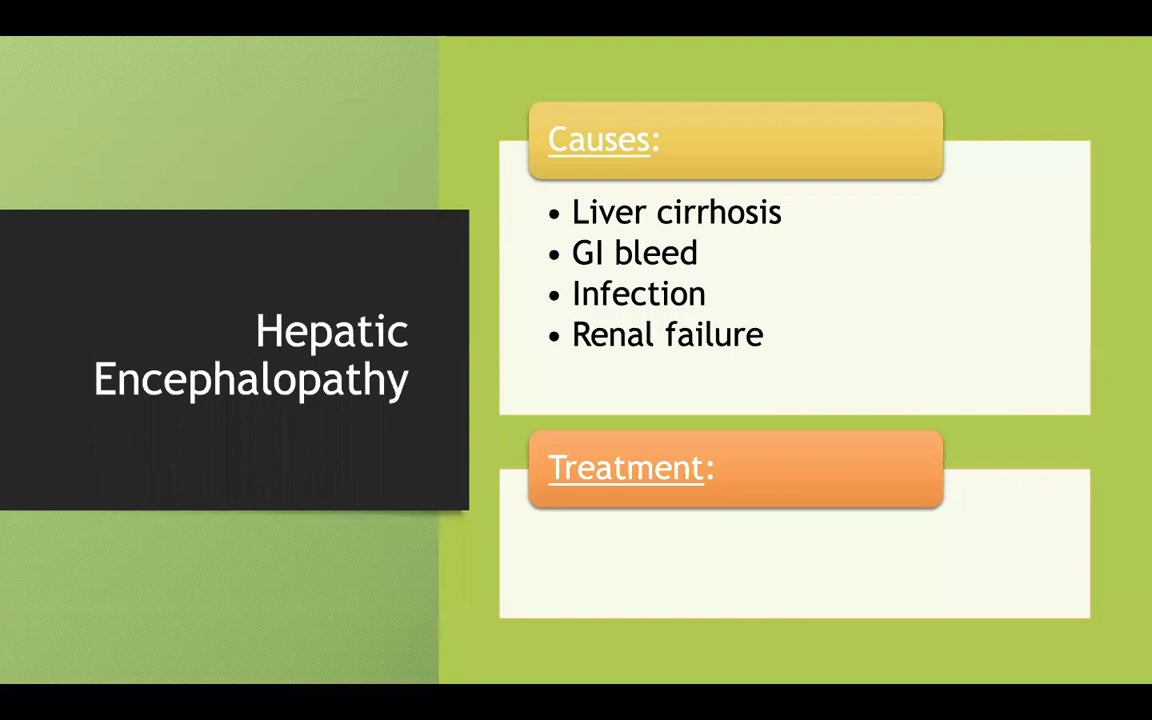 Hepatic
Encephalopathy
Causes:
• Liver cirrhosis
• GI bleed
• Infection
• Renal failure
Treatment: